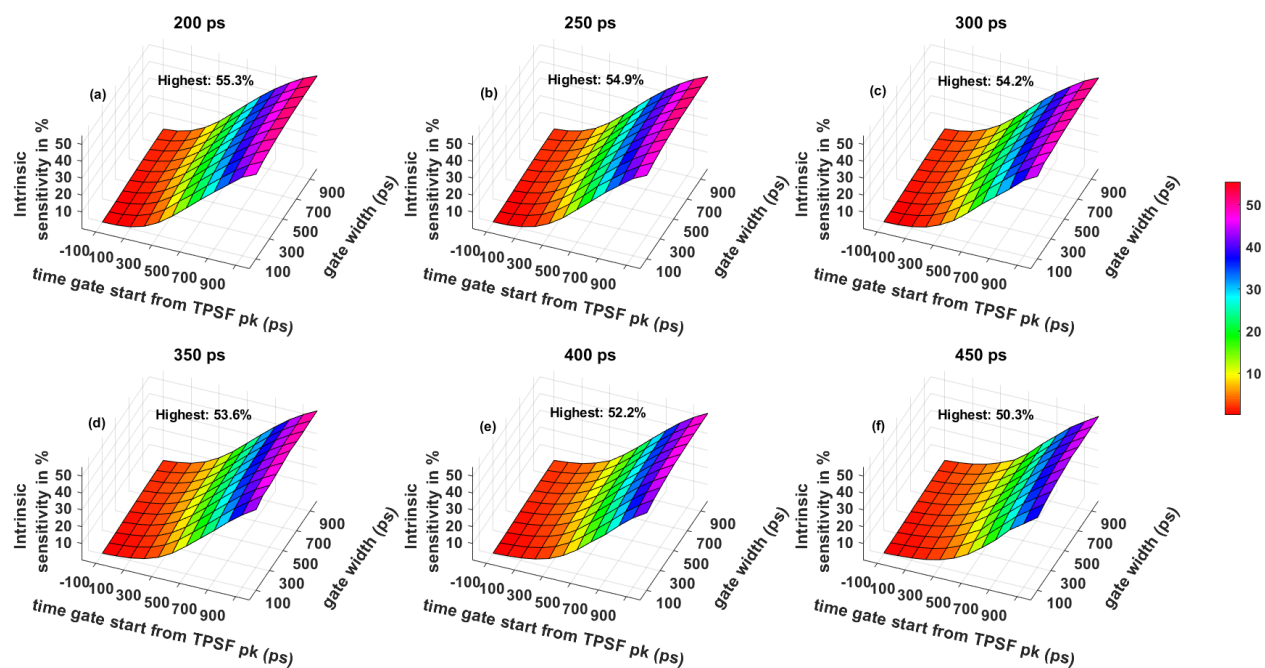 200 ps
250 ps
300 ps
(a)
Highest: 55.3%
(b)
Highest: 54.9%
(c)
Highest: 54.2%
Intrinsic
sensitivity in %
50
40
30
20
10
-100
100
300
500
700
900
time gate start from TPSF pk (ps)
100
300
500
700
900
gate width (ps)
Intrinsic
sensitivity in %
50
40
30
20
10
-100
100
300
500
700
900
time gate start from TPSF pk (ps)
100
300
500
700
900
gate width (ps)
Intrinsic
sensitivity in %
50
40
30
20
10
-100
100
300
500
700
900
time gate start from TPSF pk (ps)
100
300
500
700
900
gate width (ps)
50
40
30
20
10
350 ps
400 ps
450 ps
(d)
Highest: 53.6%
(e)
Highest: 52.2%
(f)
Highest: 50.3%
Intrinsic
sensitivity in %
50
40
30
20
10
-100
100
300
500
700
900
time gate start from TPSF pk (ps)
100
300
500
700
900
gate width (ps)
Intrinsic
sensitivity in %
50
40
30
20
10
-100
100
300
500
700
900
time gate start from TPSF pk (ps)
100
300
500
700
900
gate width (ps)
Intrinsic
sensitivity in %
50
40
30
20
10
-100
100
300
500
700
900
time gate start from TPSF pk (ps)
100
300
500
700
900
gate width (ps)